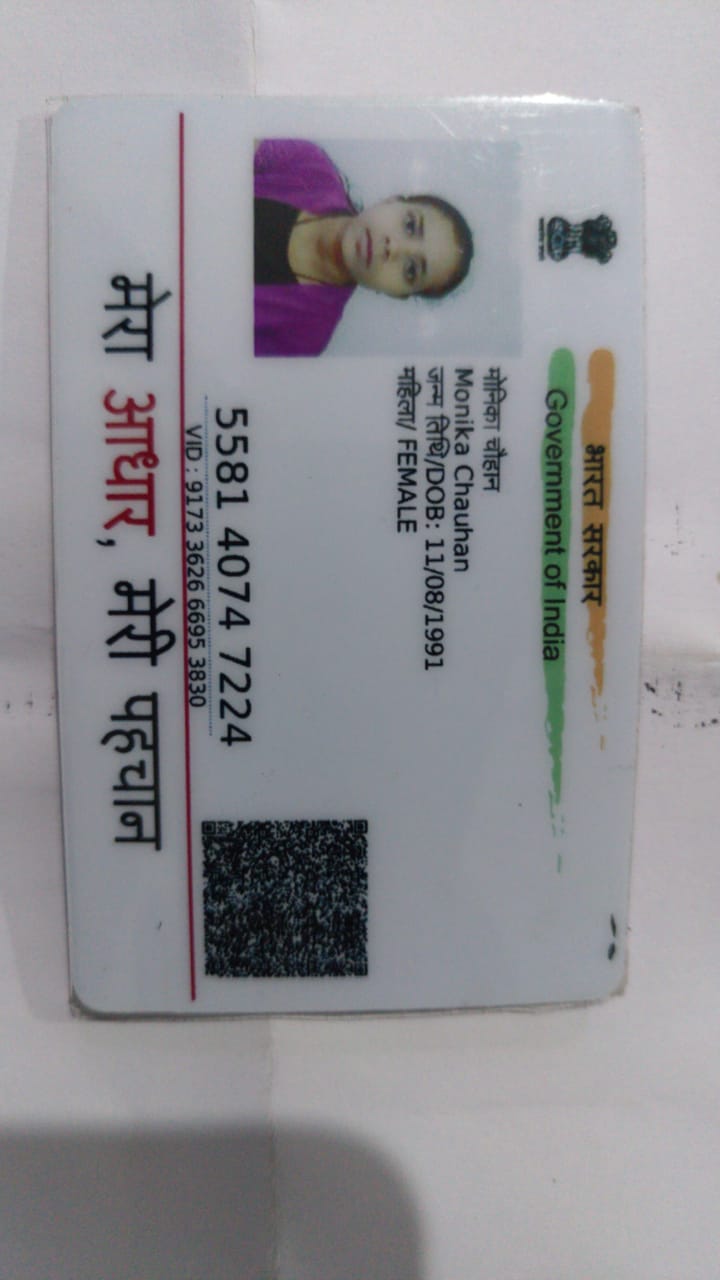 भारत सरकार
Government of India
मोनिका चौहान
Monika Chauhan
जन्म तिथि/DOB: 11/08/1991
महिला/ FEMALE
5581 4074 7224
VID : 9173 3626 6695 3830
मेरा आधार, मेरी पहचान